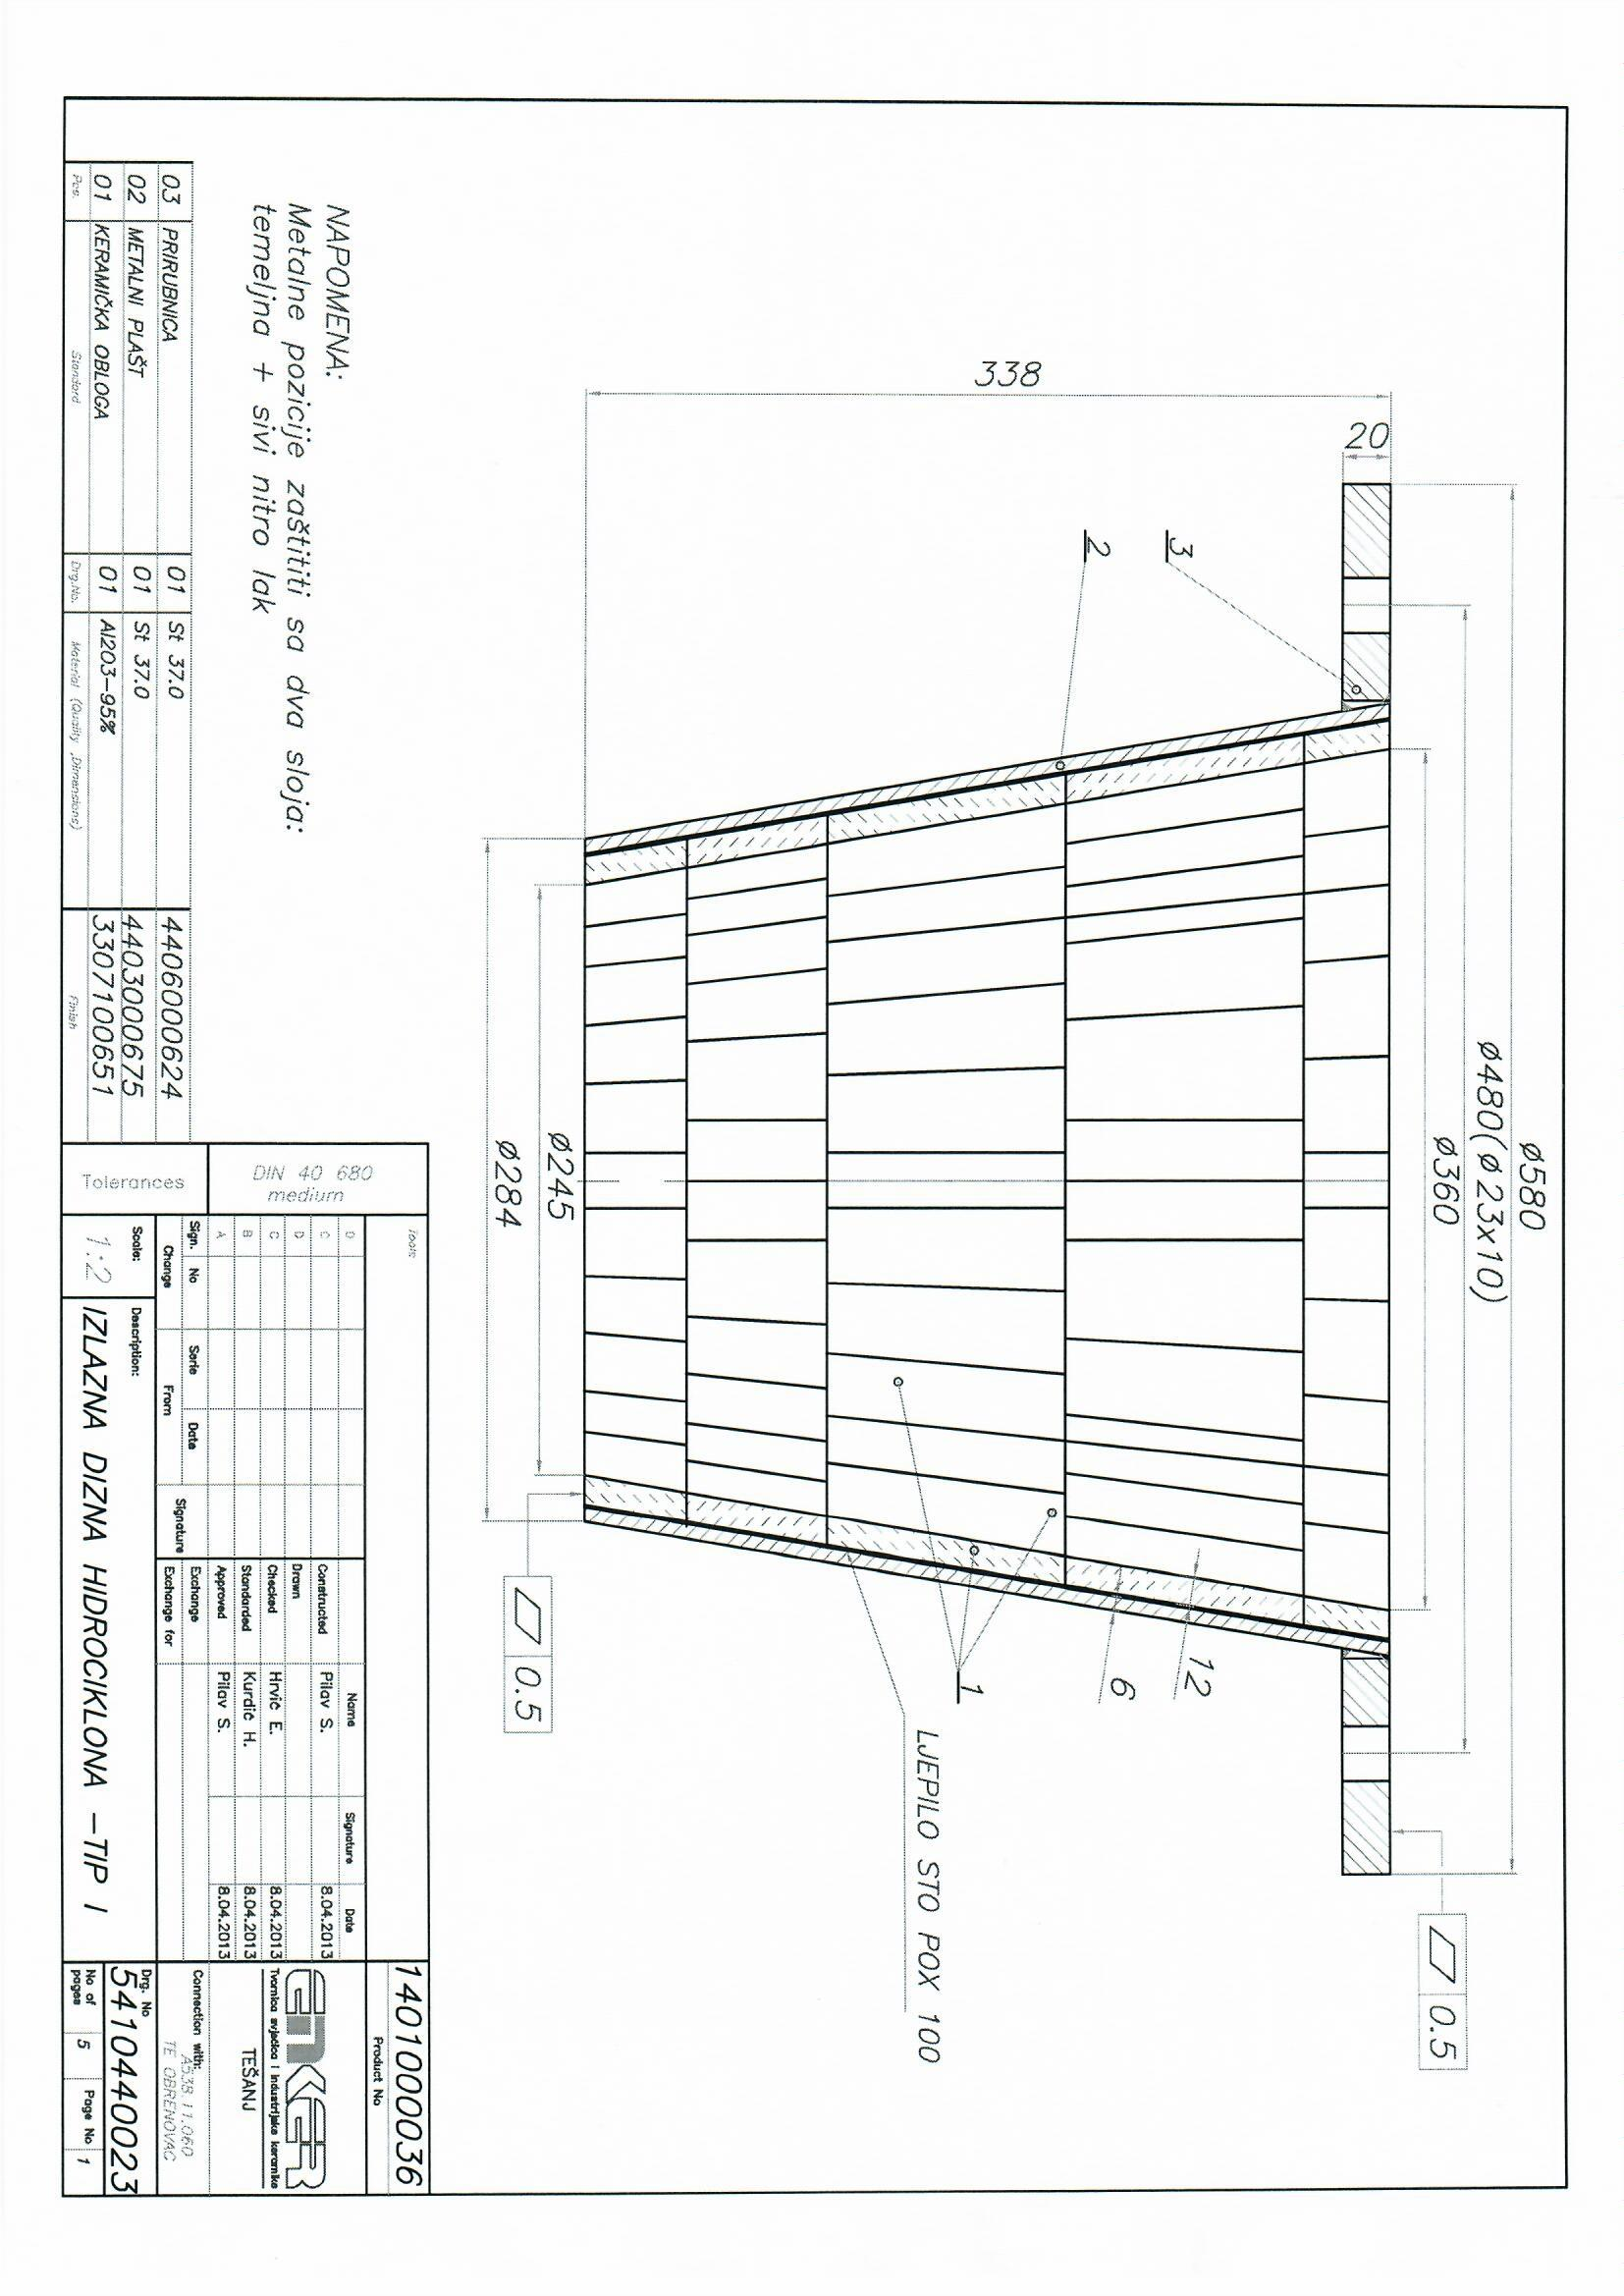 ø580
ø480(ø23x10)
ø360
20
338
3
2
12
6
1
LJEPILO STO POX 100
0.5
0.5
ø245
ø284
NAPOMENA:
Metalne pozicije zaštititi sa dva sloja:
temeljna + sivi nitro lak
03 PRIRUBNICA 01 St 37.0 4406000624
02 METALNI PLAŠT 01 St 37.0 4403000675
01 KERAMIČKA OBLOGA 01 Al2O3-95% 3307100651
Pos. Standard Drg.No. Material (Quality ,Dimensions) Finish
Tolerances
DIN 40 680
medium
Tools
1401000036
Product No
D
C
D
C
B
A
Sign. No Serie Date Signature
Change From
Name Signature Date
Constructed Pilav S. 8.04.2013
Drawn
Checked Hrvić E. 8.04.2013
Standarded Kurdić H. 8.04.2013
Approved Pilav S. 8.04.2013
Exchange
Exchange for
enKER
Tvornica svjećica i industrijske keramike
TEŠANJ
Connection with:
A538.11.060
TE OBRENOVAC
Scale:
1:2
Description:
IZLAZNA DIZNA HIDROCIKLONA -TIP I
Drg. No
5410440023
No of pages 5 Page No 1